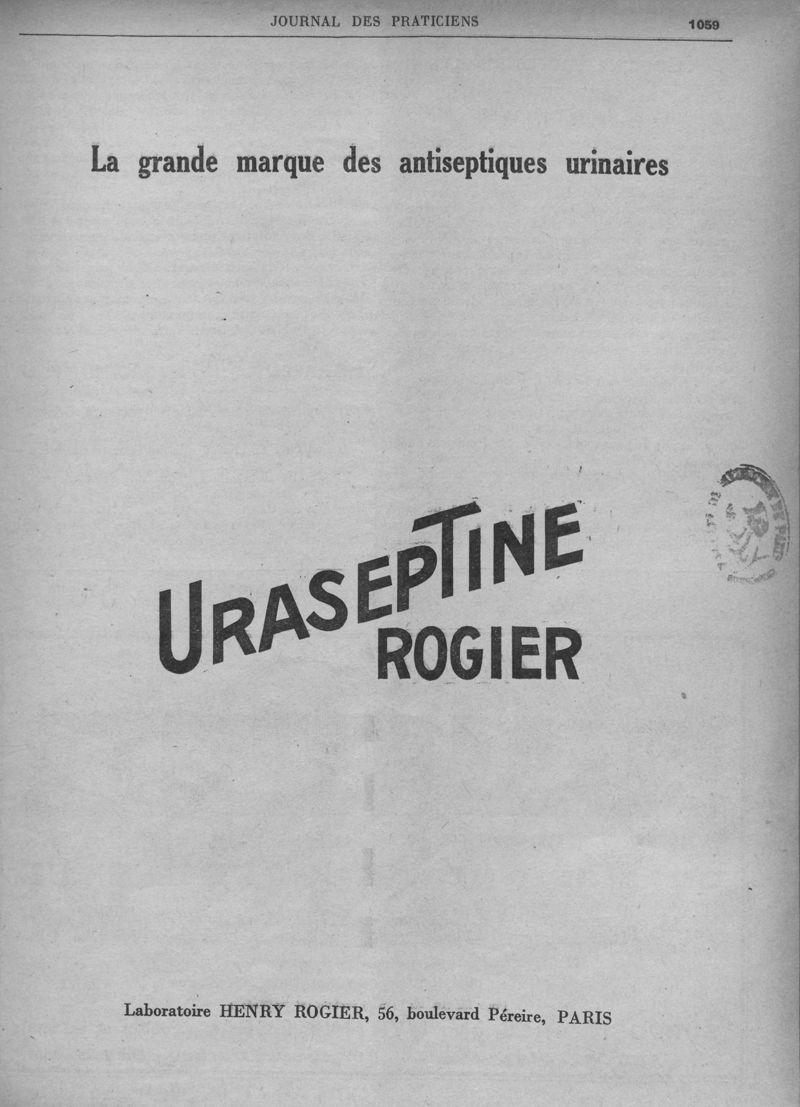 JOURNAL DES PRATICIENS 1059
La grande marque des antiseptiques urinaires
URASEPTINE
ROGIER
Laboratoire HENRY ROGIER, 56, boulevard Péreire, PARIS